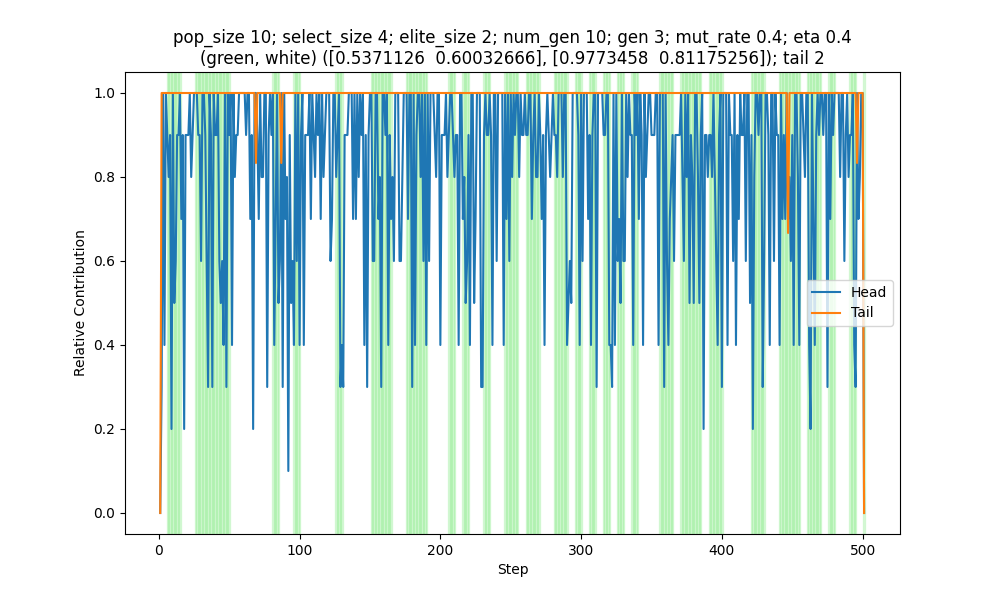 pop_size 10; select_size 4; elite_size 2; num_gen 10; gen 3; mut_rate 0.4; eta 0.4
(green, white) ([0.5371126  0.60032666], [0.9773458  0.81175256]); tail 2
1.0
0.8
0.6
0.4
0.2
0.0
Relative Contribution
Head
Tail
0
100
200
300
400
500
Step